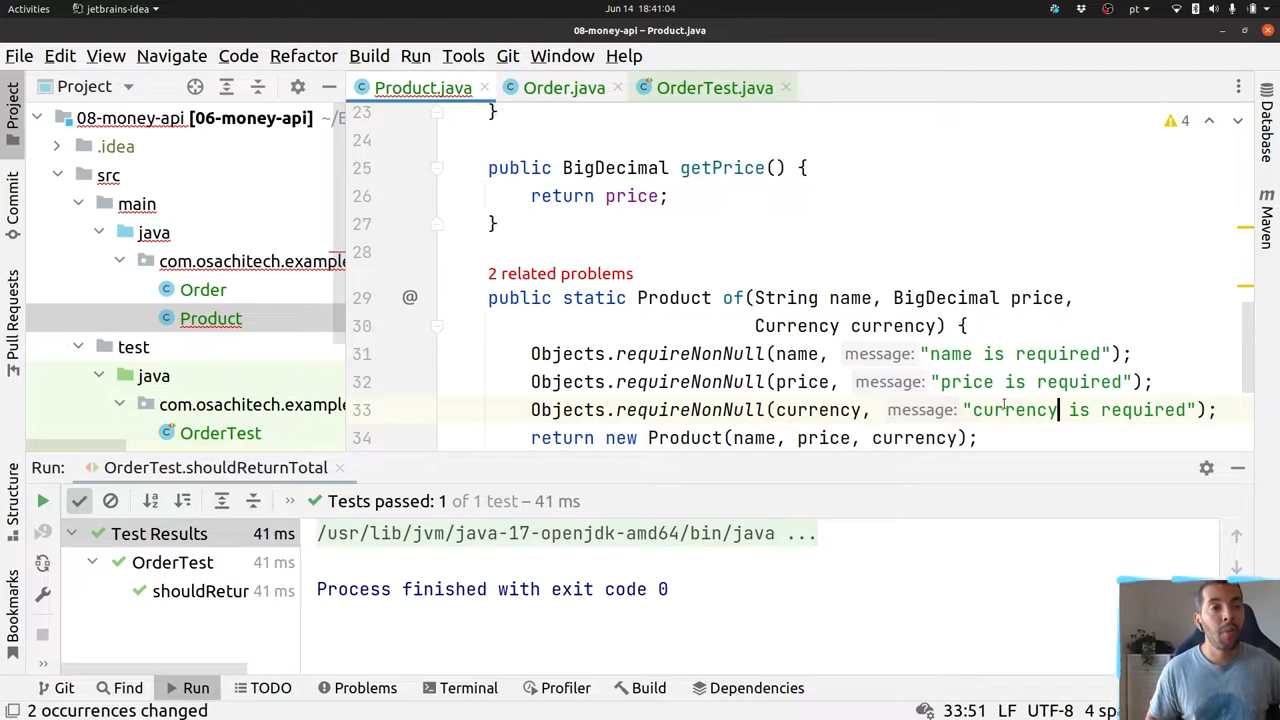 Activities
jetbrains-idea
Jun 14 18:41:04
pt
08-money-api – Product.java
File Edit View Navigate Code Refactor Build Run Tools Git Window Help
Project
Product.java
Order.java
OrderTest.java
Project
Commit
Pull Requests
Structure
Bookmarks
Database
Maven
08-money-api [06-money-api]
.idea
src
main
java
com.osachitech.example
Order
Product
test
java
com.osachitech.example
OrderTest
4
23 }
24
25 public BigDecimal getPrice() {
26 return price;
27 }
28
2 related problems
29 @ public static Product of(String name, BigDecimal price,
30 Currency currency) {
31 Objects.requireNonNull(name, message: "name is required");
32 Objects.requireNonNull(price, message: "price is required");
33 Objects.requireNonNull(currency, message: "currency is required");
34 return new Product(name, price, currency);
Run: OrderTest.shouldReturnTotal
Tests passed: 1 of 1 test – 41 ms
Test Results 41 ms
OrderTest 41 ms
shouldRetur 41 ms
/usr/lib/jvm/java-17-openjdk-amd64/bin/java ...
Process finished with exit code 0
Git Find Run TODO Problems Terminal Profiler Build Dependencies
2 occurrences changed
33:51 LF UTF-8 4 spa